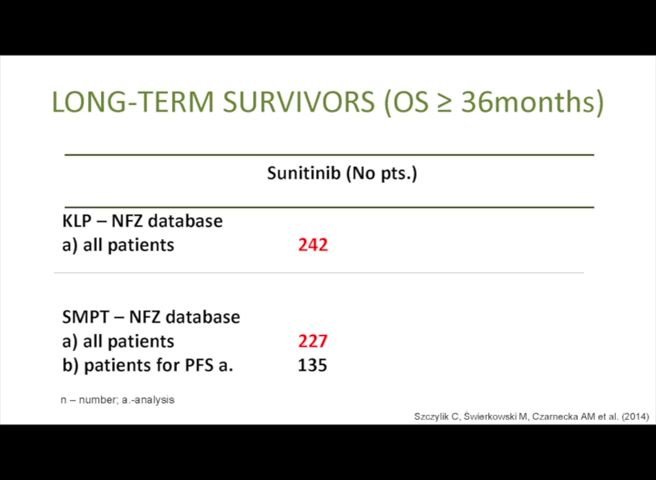 LONG-TERM SURVIVORS (OS ≥ 36months)
Sunitinib (No pts.)
KLP – NFZ database
a) all patients 242
SMPT – NFZ database
a) all patients 227
b) patients for PFS a. 135
n – number; a.-analysis
Szczylik C, Świerkowski M, Czarnecka AM et al. (2014)